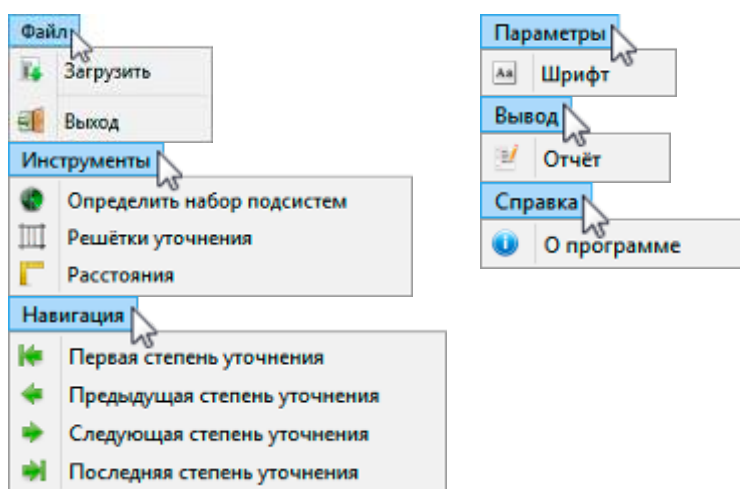 Файл
Загрузить
Выход
Инструменты
Определить набор подсистем
Решётки уточнения
Расстояния
Навигация
Первая степень уточнения
Предыдущая степень уточнения
Следующая степень уточнения
Последняя степень уточнения
Параметры
Aa Шрифт
Вывод
Отчёт
Справка
О программе